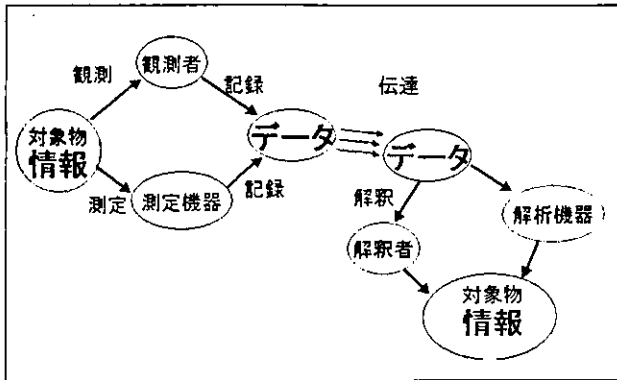 観測
観測者
記録
伝達
対象物
情報
データ
データ
測定
測定機器
記録
解釈
解釈者
解析機器
対象物
情報